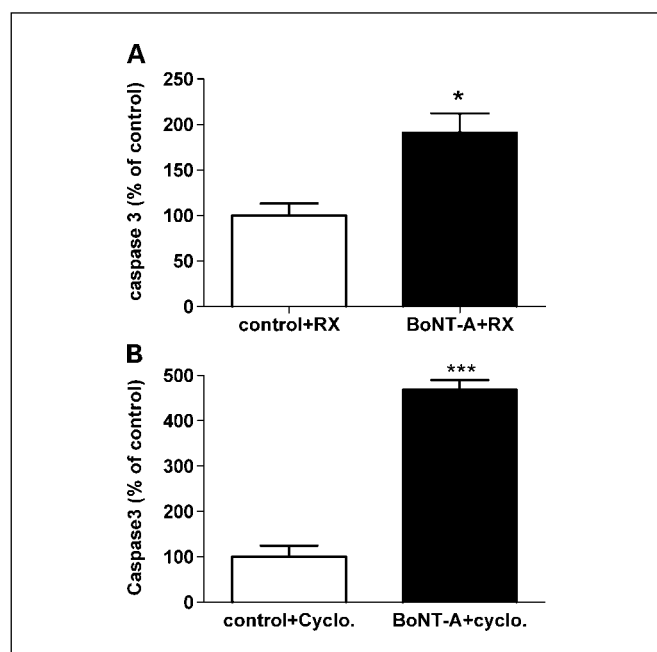 A
caspase 3 (% of control)
250
200
150
100
50
0
*
control+RX
BoNT-A+RX
B
Caspase3 (% of control)
500
400
300
200
100
0
***
control+Cyclo.
BoNT-A+cyclo.